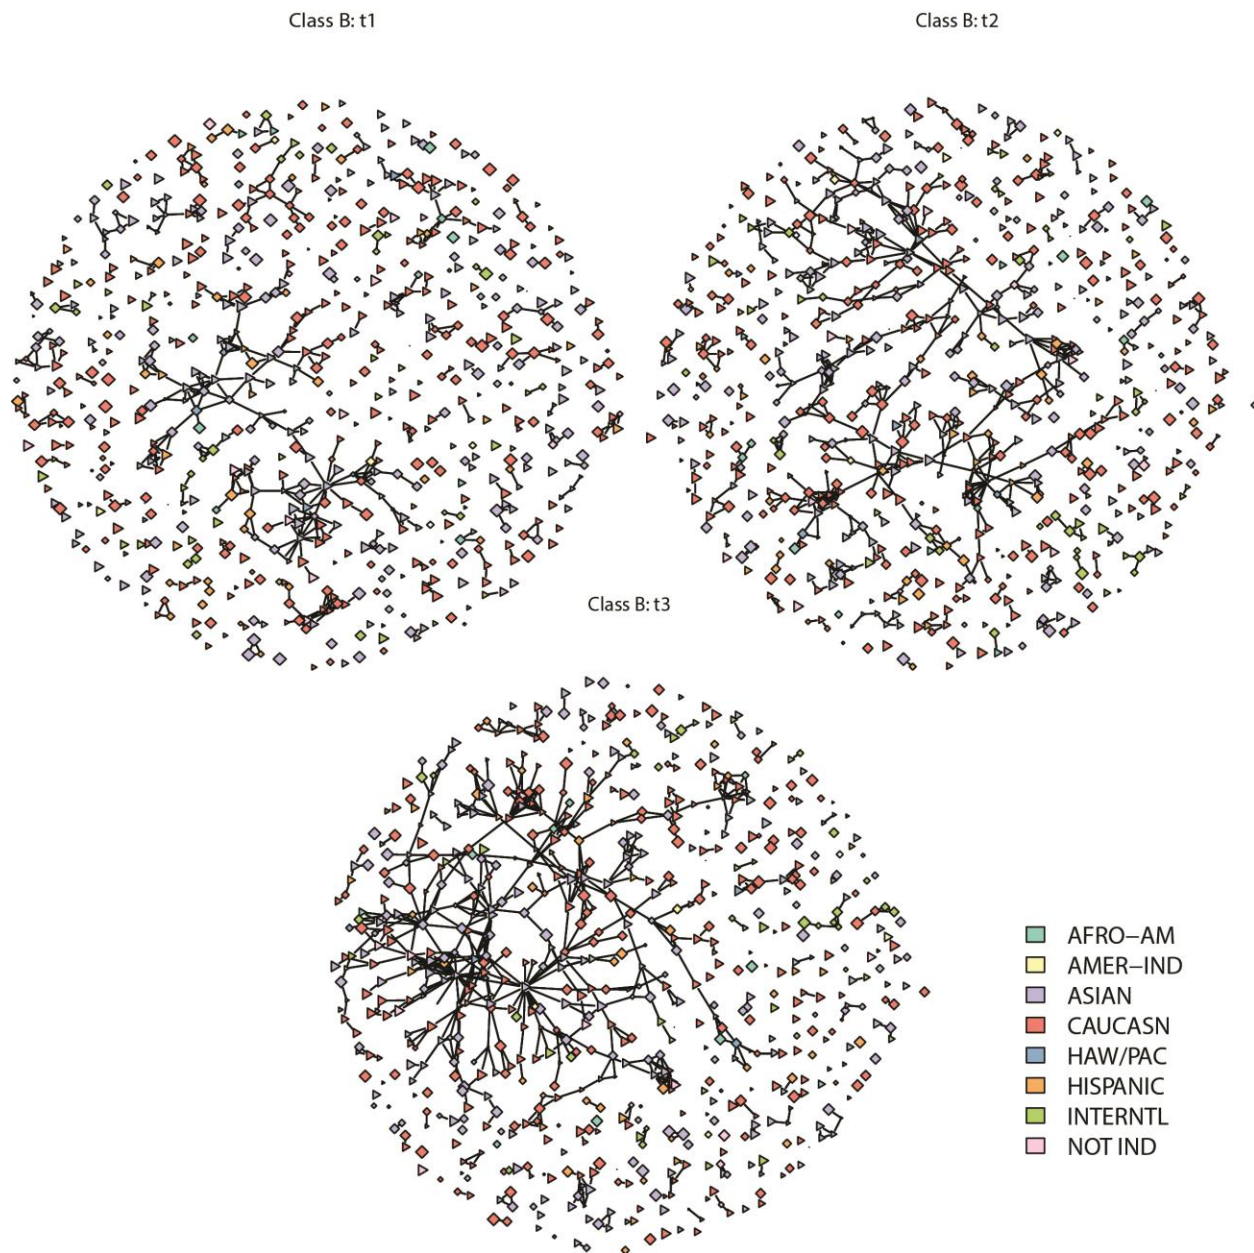 Class B: t1
Class B: t2
Class B: t3
AFRO−AM
AMER−IND
ASIAN
CAUCASN
HAW/PAC
HISPANIC
INTERNTL
NOT IND